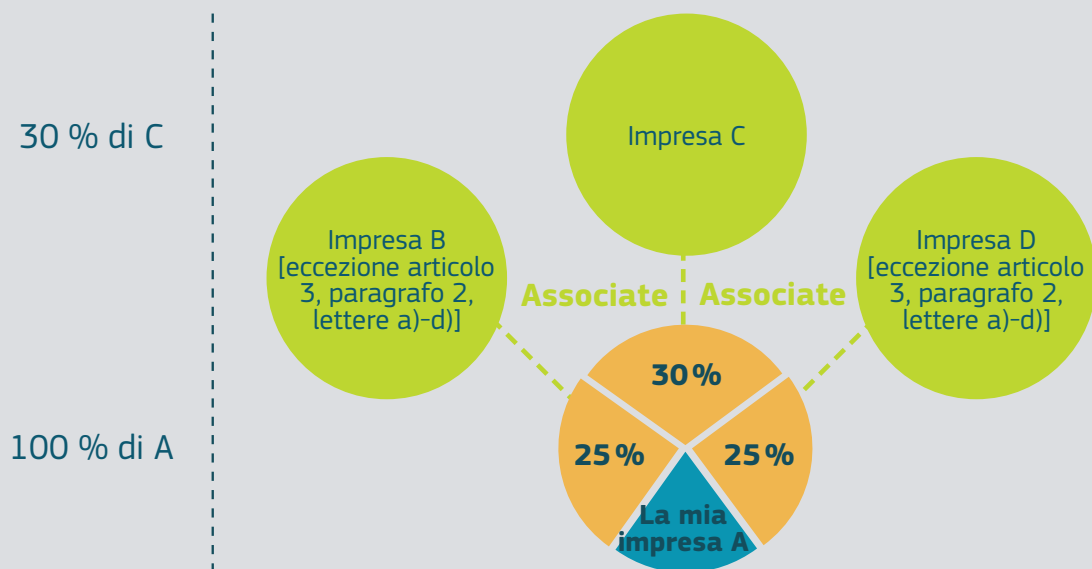 30 % di C
Impresa C
Impresa B
[eccezione articolo
3, paragrafo 2,
lettere a)-d)]
Impresa D
[eccezione articolo
3, paragrafo 2,
lettere a)-d)]
Associate
Associate
30 %
100 % di A
25 %
25 %
La mia
impresa A